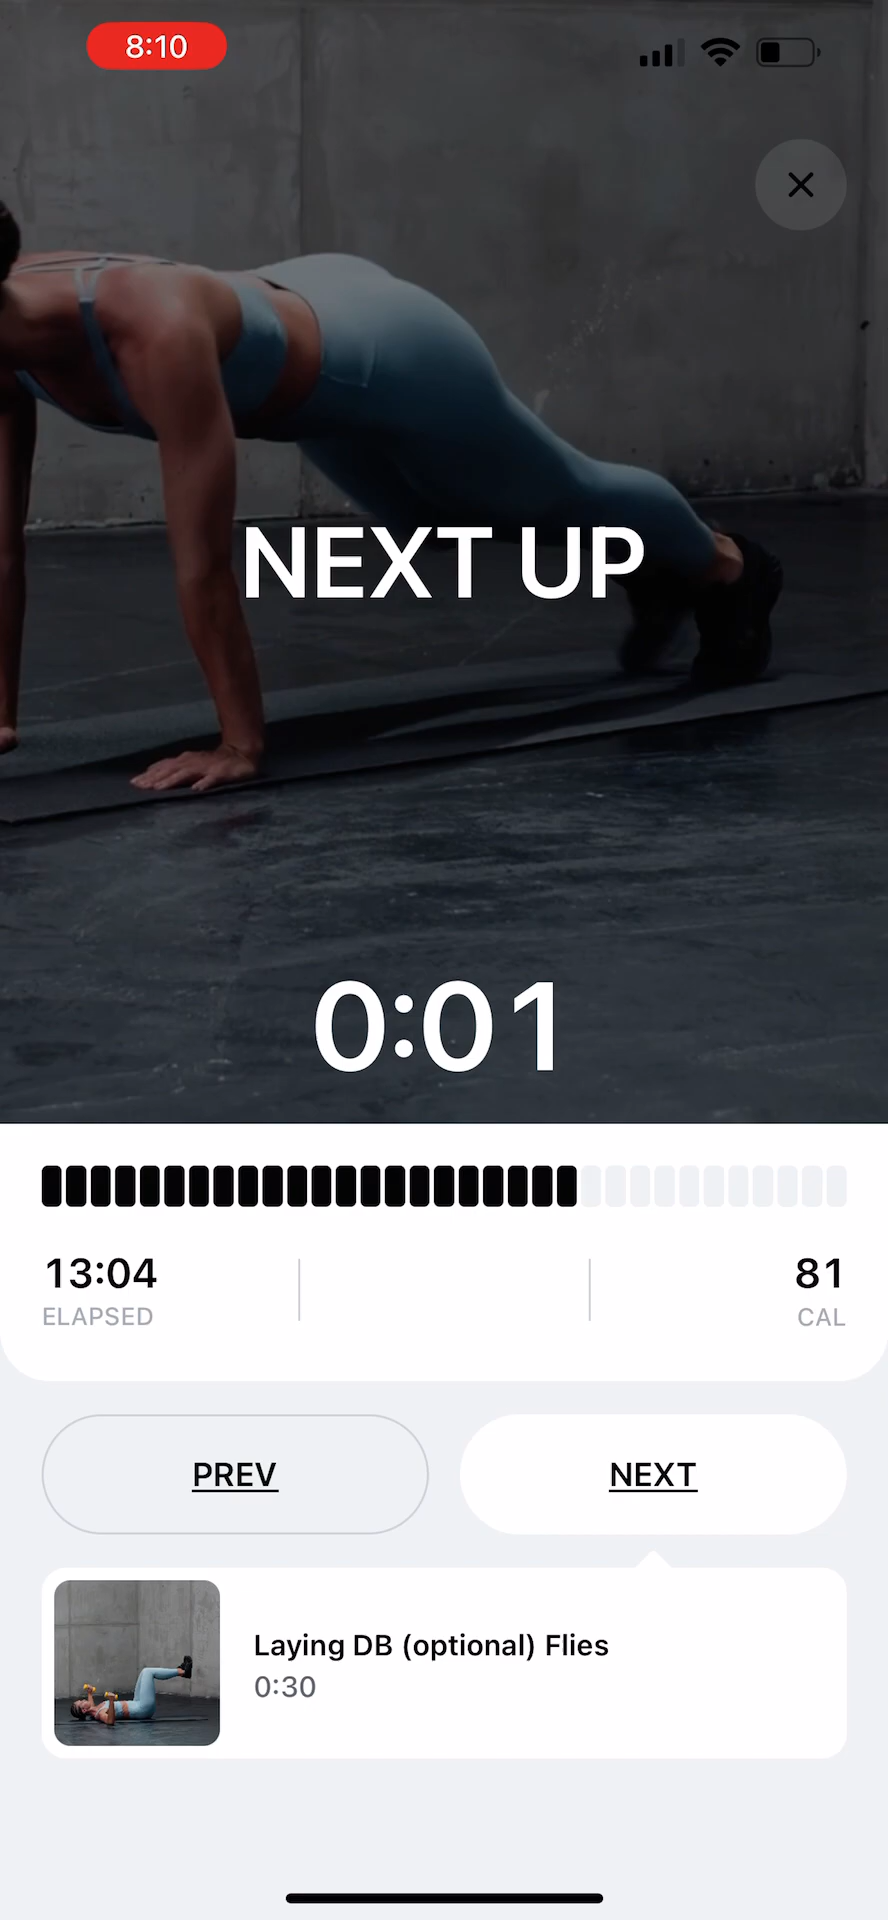 8:10
NEXT UP
0:01
13:04
ELAPSED
81
CAL
PREV
NEXT
Laying DB (optional) Flies
0:30